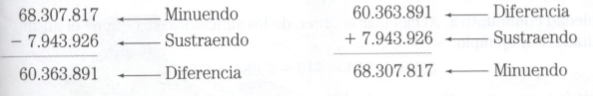 68.307.817 ← Minuendo
− 7.943.926 ← Sustraendo
60.363.891 ← Diferencia
60.363.891 ← Diferencia
+ 7.943.926 ← Sustraendo
68.307.817 ← Minuendo